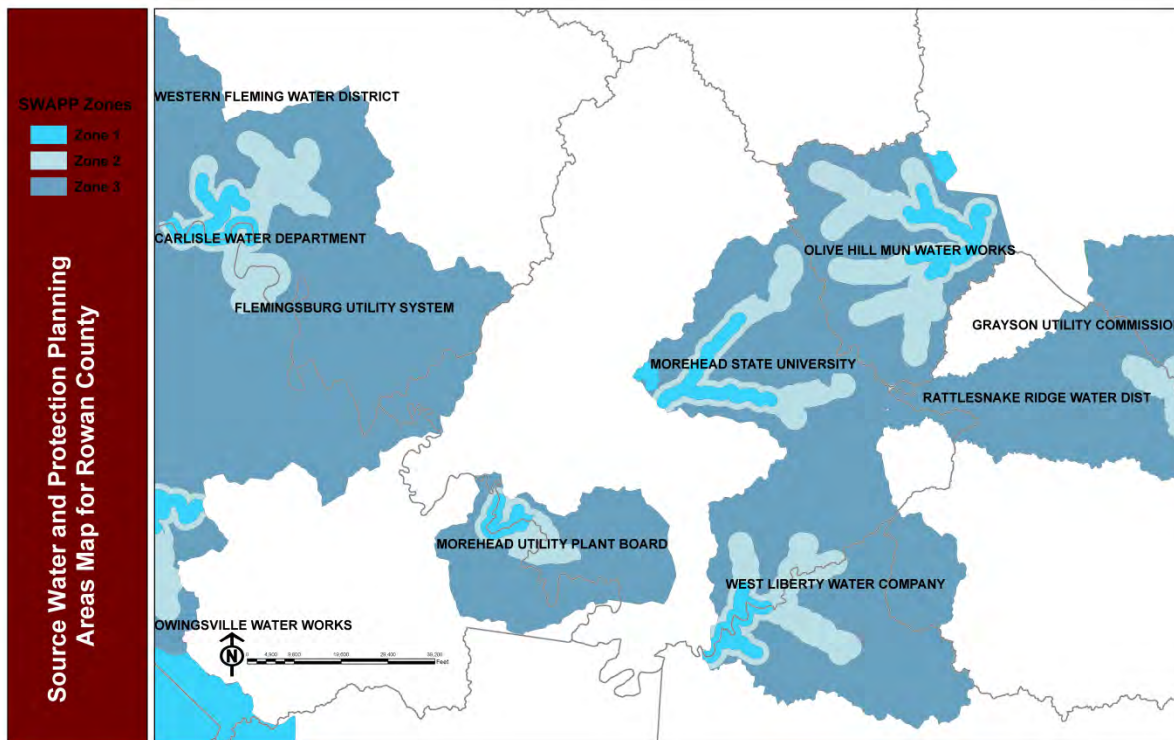 SWAPP Zones
Zone 1
Zone 2
Zone 3
Source Water and Protection Planning
Areas Map for Rowan County
WESTERN FLEMING WATER DISTRICT
CARLISLE WATER DEPARTMENT
FLEMINGSBURG UTILITY SYSTEM
OLIVE HILL MUN WATER WORKS
GRAYSON UTILITY COMMISSIO
MOREHEAD STATE UNIVERSITY
RATTLESNAKE RIDGE WATER DIST
MOREHEAD UTILITY PLANT BOARD
WEST LIBERTY WATER COMPANY
OWINGSVILLE WATER WORKS
N
Feet